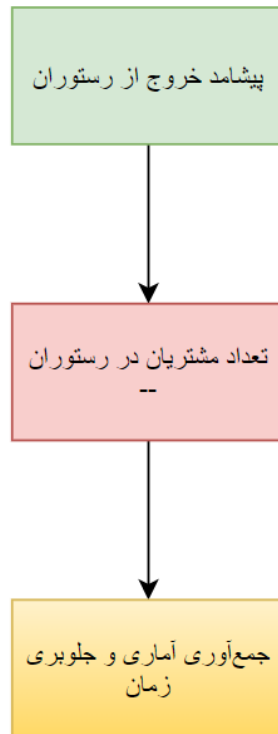 پیشامد خروج از رستوران
تعداد مشتریان در رستوران
--
جمع‌آوری آماری و جلوبری
زمان